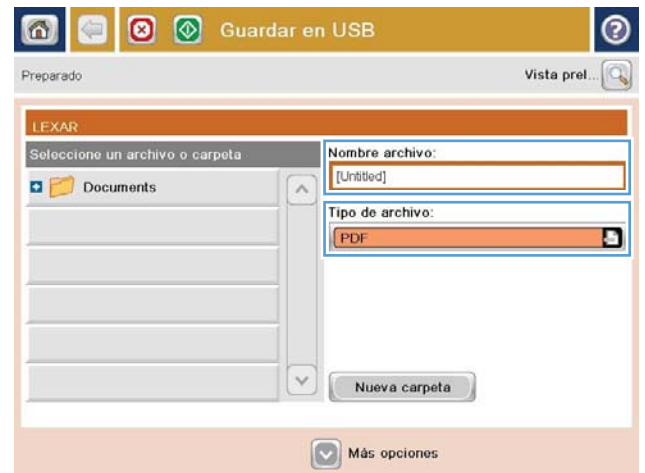 Guardar en USB
Preparado
Vista prel...
LEXAR
Seleccione un archivo o carpeta
Nombre archivo:
[Untitled]
Documents
Tipo de archivo:
PDF
Nueva carpeta
Más opciones